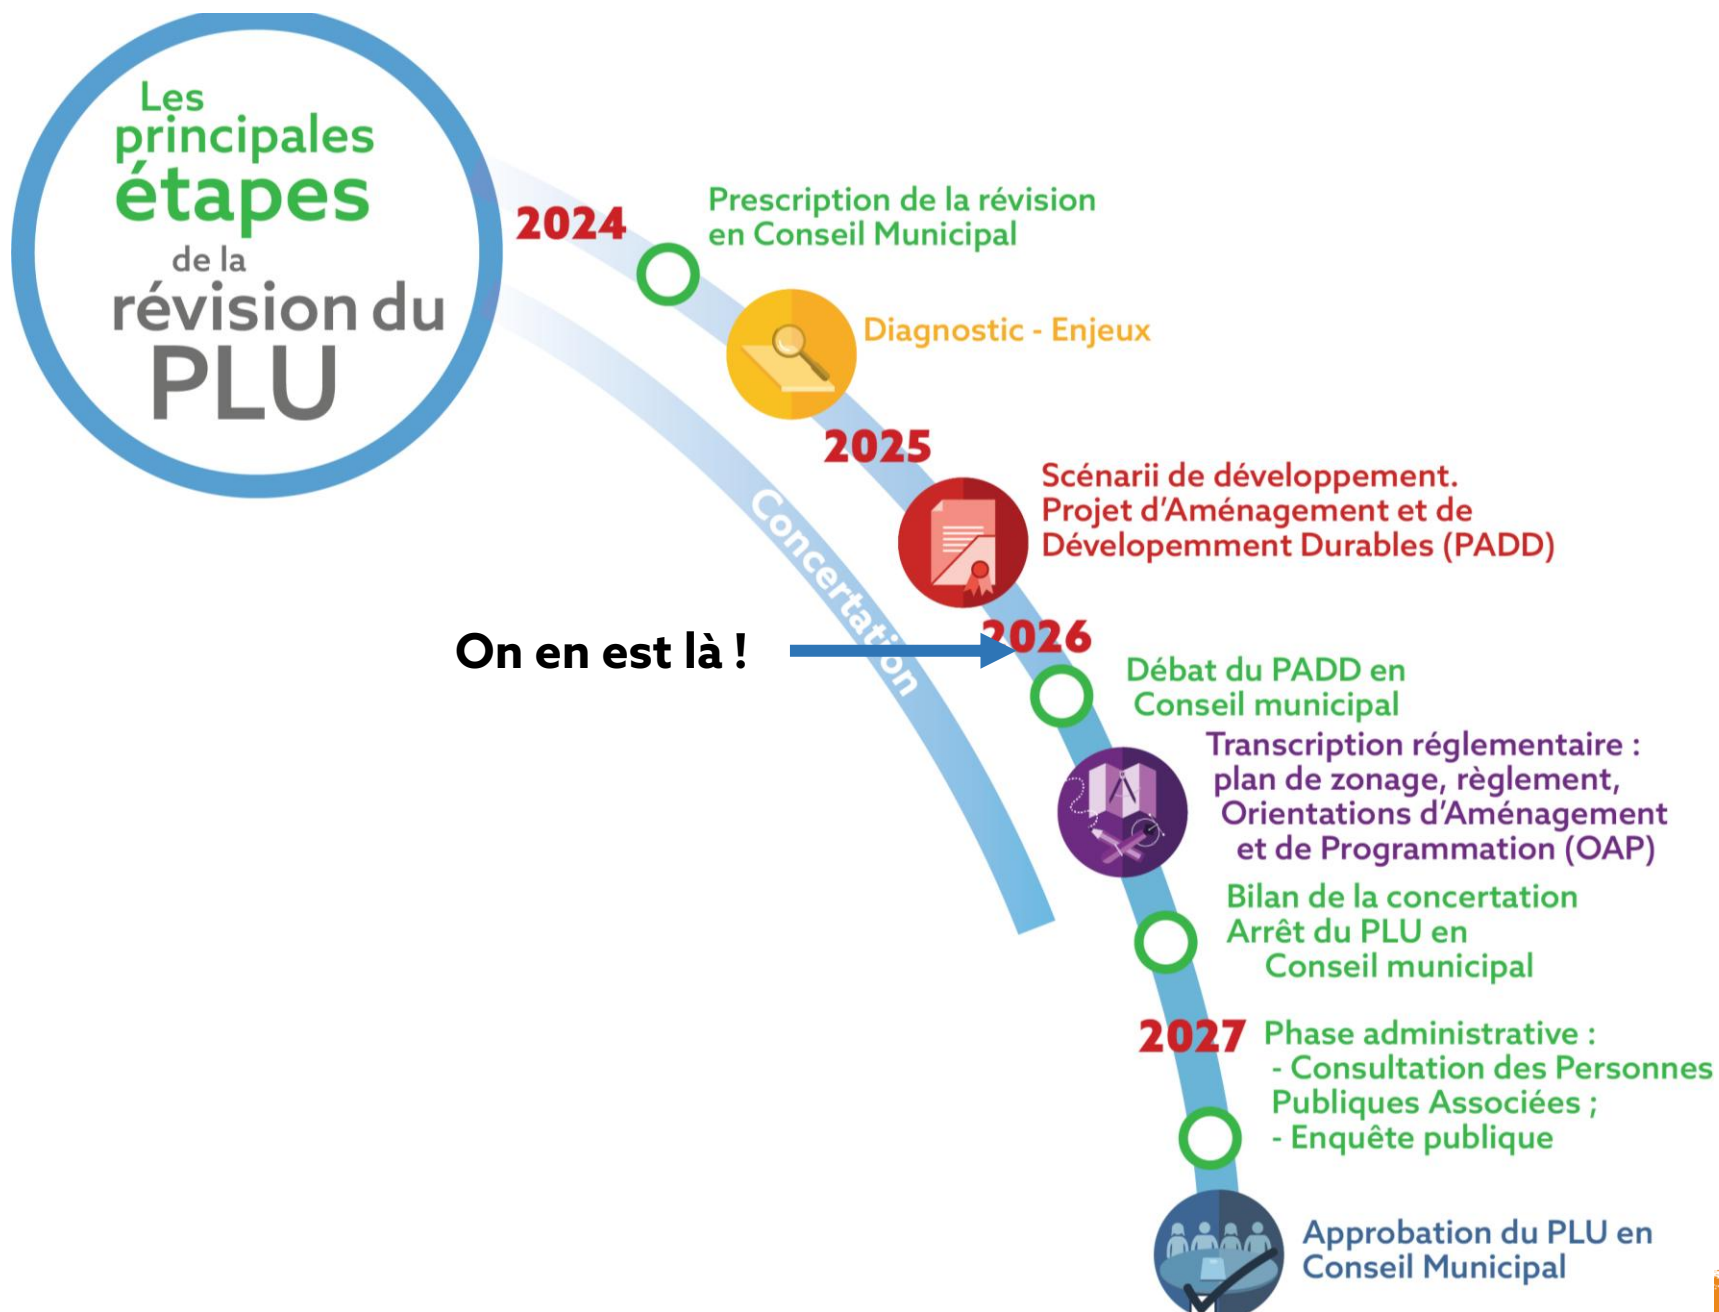 Les
principales
étapes
de la
révision du
PLU
2024
Prescription de la révision
en Conseil Municipal
Diagnostic - Enjeux
2025
Scénarii de développement.
Projet d'Aménagement et de
Dévelopemment Durables (PADD)
Concertation
On en est là !
2026
Débat du PADD en
Conseil municipal
Transcription réglementaire :
plan de zonage, règlement,
Orientations d'Aménagement
et de Programmation (OAP)
Bilan de la concertation
Arrêt du PLU en
Conseil municipal
2027
Phase administrative :
- Consultation des Personnes
Publiques Associées ;
- Enquête publique
Approbation du PLU en
Conseil Municipal